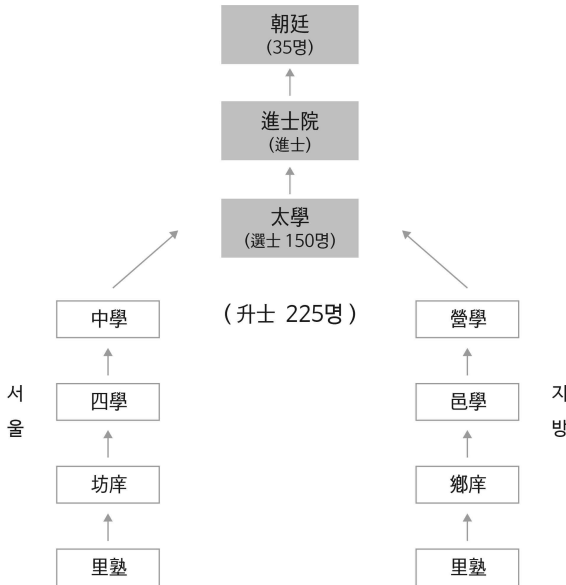 朝廷
(35명)
進士院
(進士)
太學
(選士 150명)
中學
( 升士 225명 )
營學
서울
四學
邑學
지방
坊庠
鄕庠
里塾
里塾